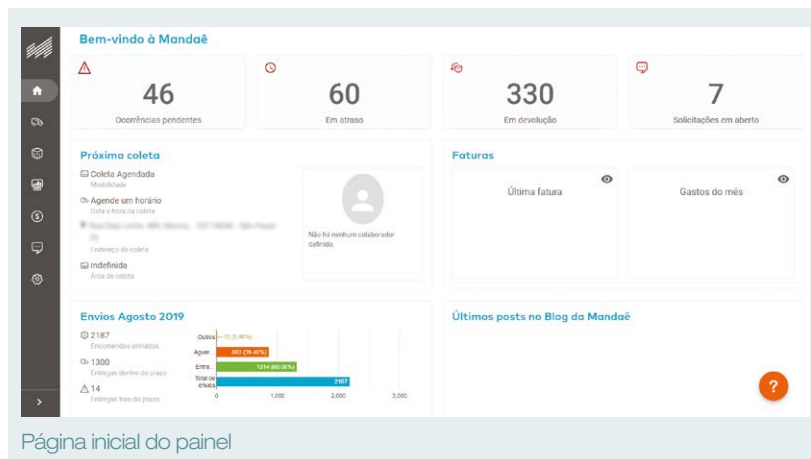 Bem-vindo à Mandaê
46
Ocorrências pendentes
60
Em atraso
330
Em devolução
7
Solicitações em aberto
Próxima coleta
Coleta Agendada
Modalidade
Agende um horário
Data e hora da coleta
Endereço de coleta
Indefinida
Área de coleta
Não há nenhum colaborador
definido.
Faturas
Última fatura
Gastos do mês
Envios Agosto 2019
2187
Encomendas enviadas
1300
Entregas dentro do prazo
14
Entregas fora do prazo
Outros
Aguar...
Entre...
1314
Total de
envios
2187
0
1,000
2,000
3,000
Últimos posts no Blog da Mandaê
?
Página inicial do painel